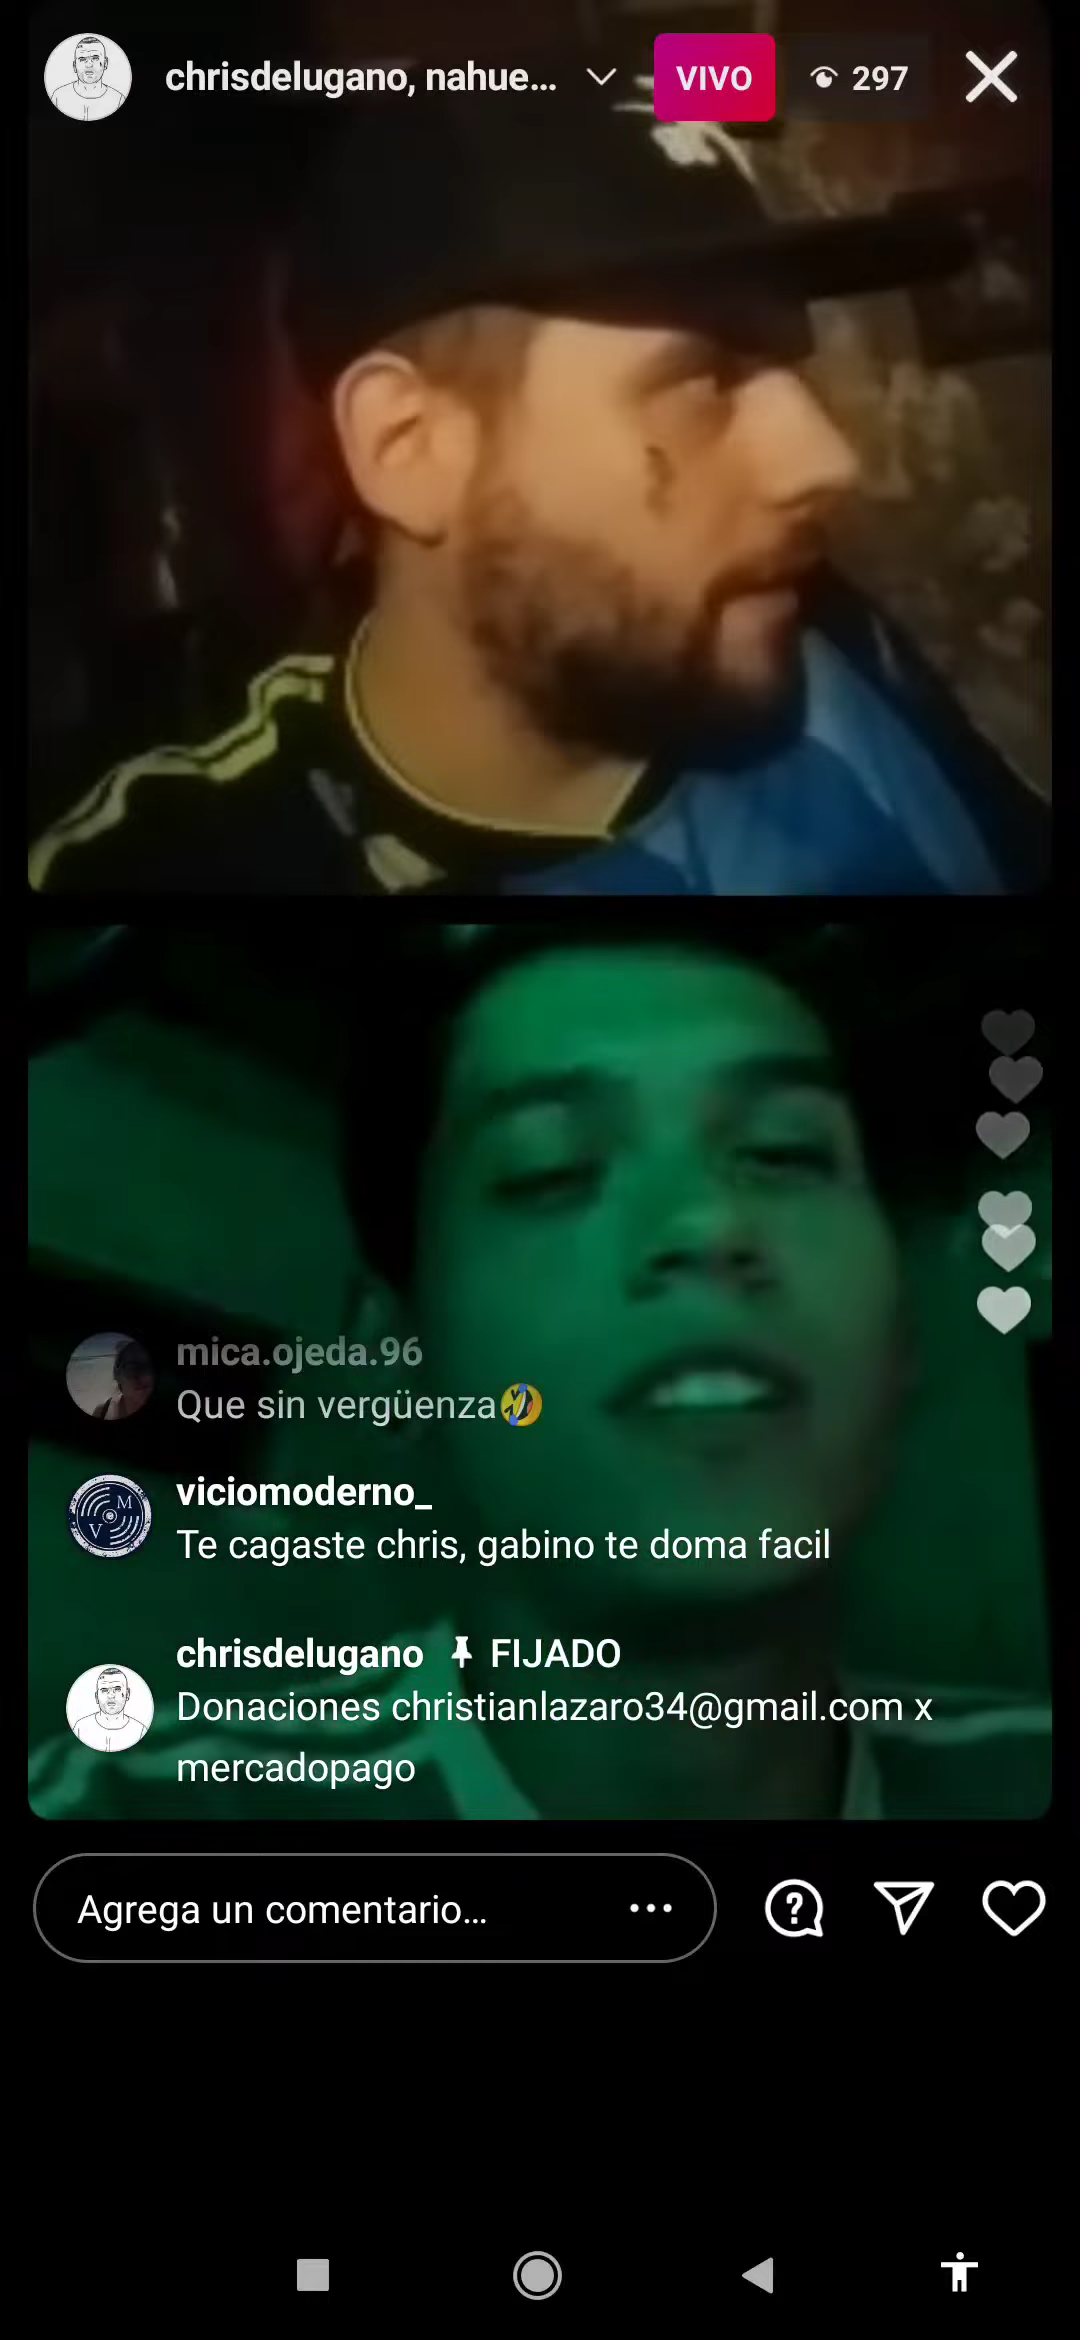 chrisdelugano, nahue...
VIVO
297
mica.ojeda.96
Que sin vergüenza🤣
viciomoderno_
Te cagaste chris, gabino te doma facil
chrisdelugano FIJADO
Donaciones christianlazaro34@gmail.com x
mercadopago
Agrega un comentario...